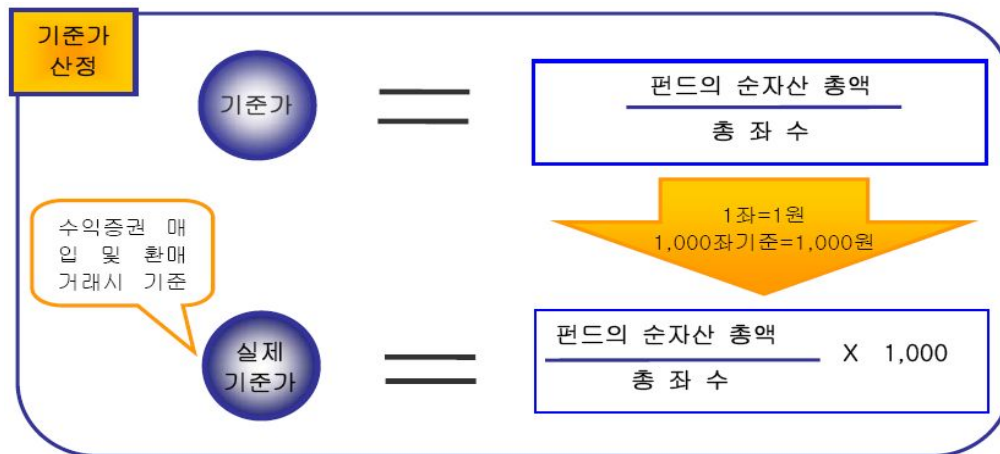 기준가
산정
기준가
펀드의 순자산 총액
총 좌 수
1좌=1원
1,000좌기준=1,000원
수익증권 매
입 및 환매
거래시 기준
실제
기준가
펀드의 순자산 총액
총 좌 수
X 1,000